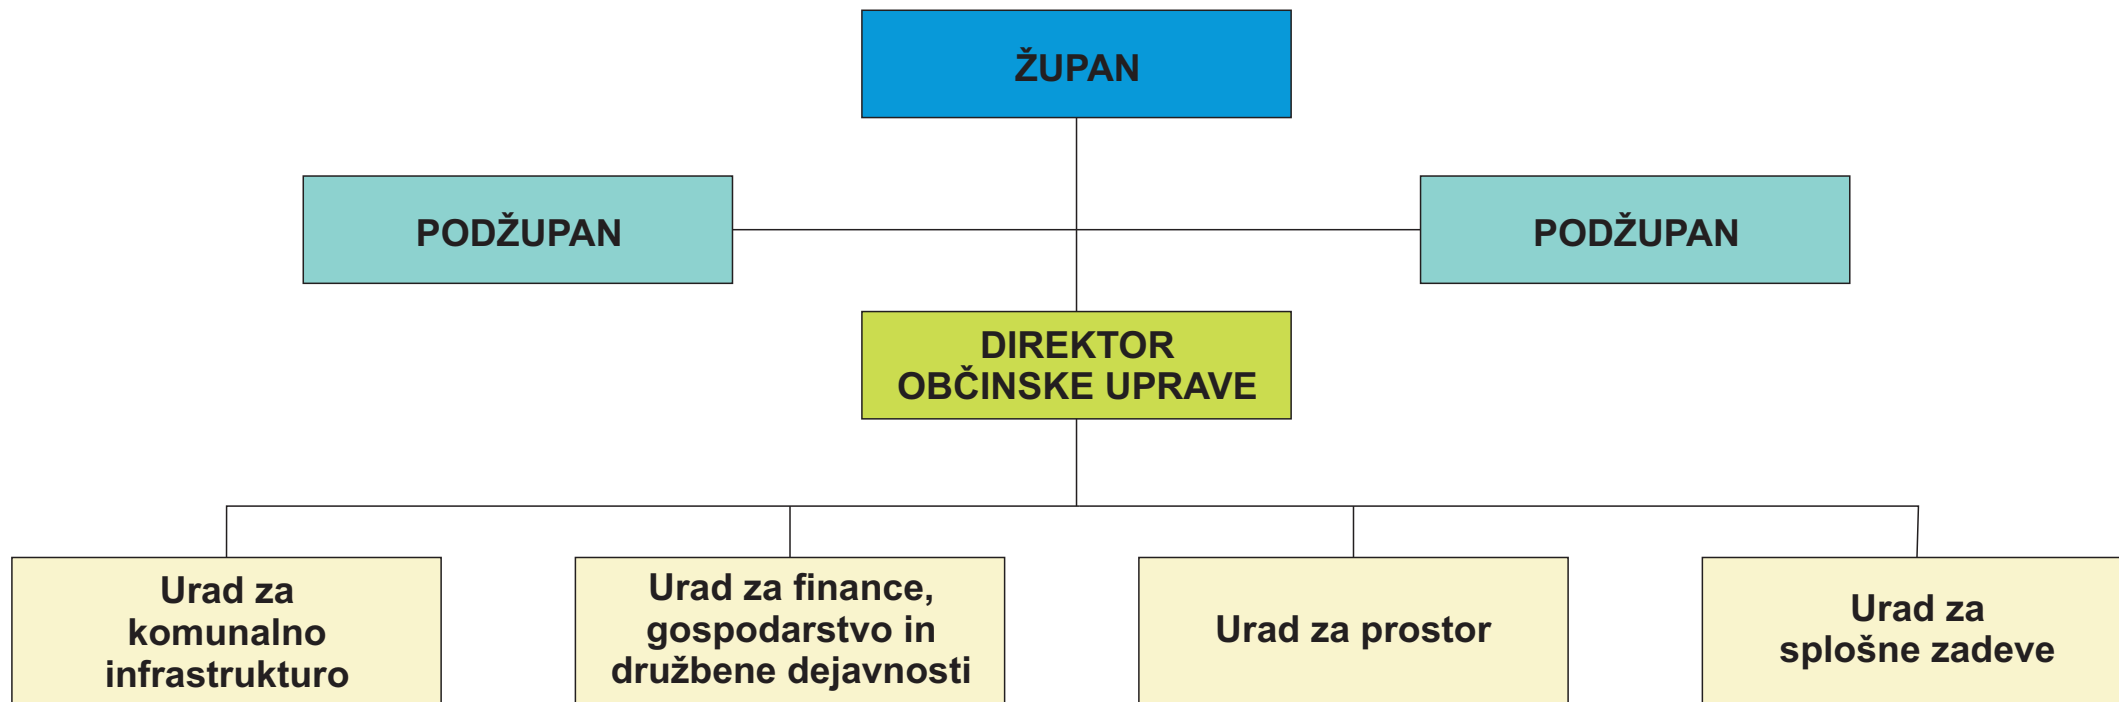 ŽUPAN
PODŽUPAN
PODŽUPAN
DIREKTOR
OBČINSKE UPRAVE
Urad za
komunalno
infrastrukturo
Urad za finance,
gospodarstvo in
družbene dejavnosti
Urad za prostor
Urad za
splošne zadeve